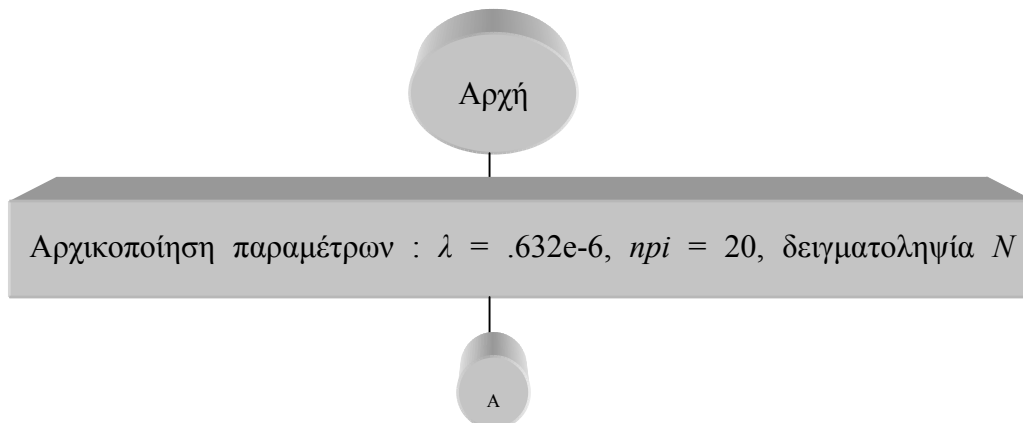 Αρχή
Αρχικοποίηση παραμέτρων : λ = .632e-6, npi = 20, δειγματοληψία N
A